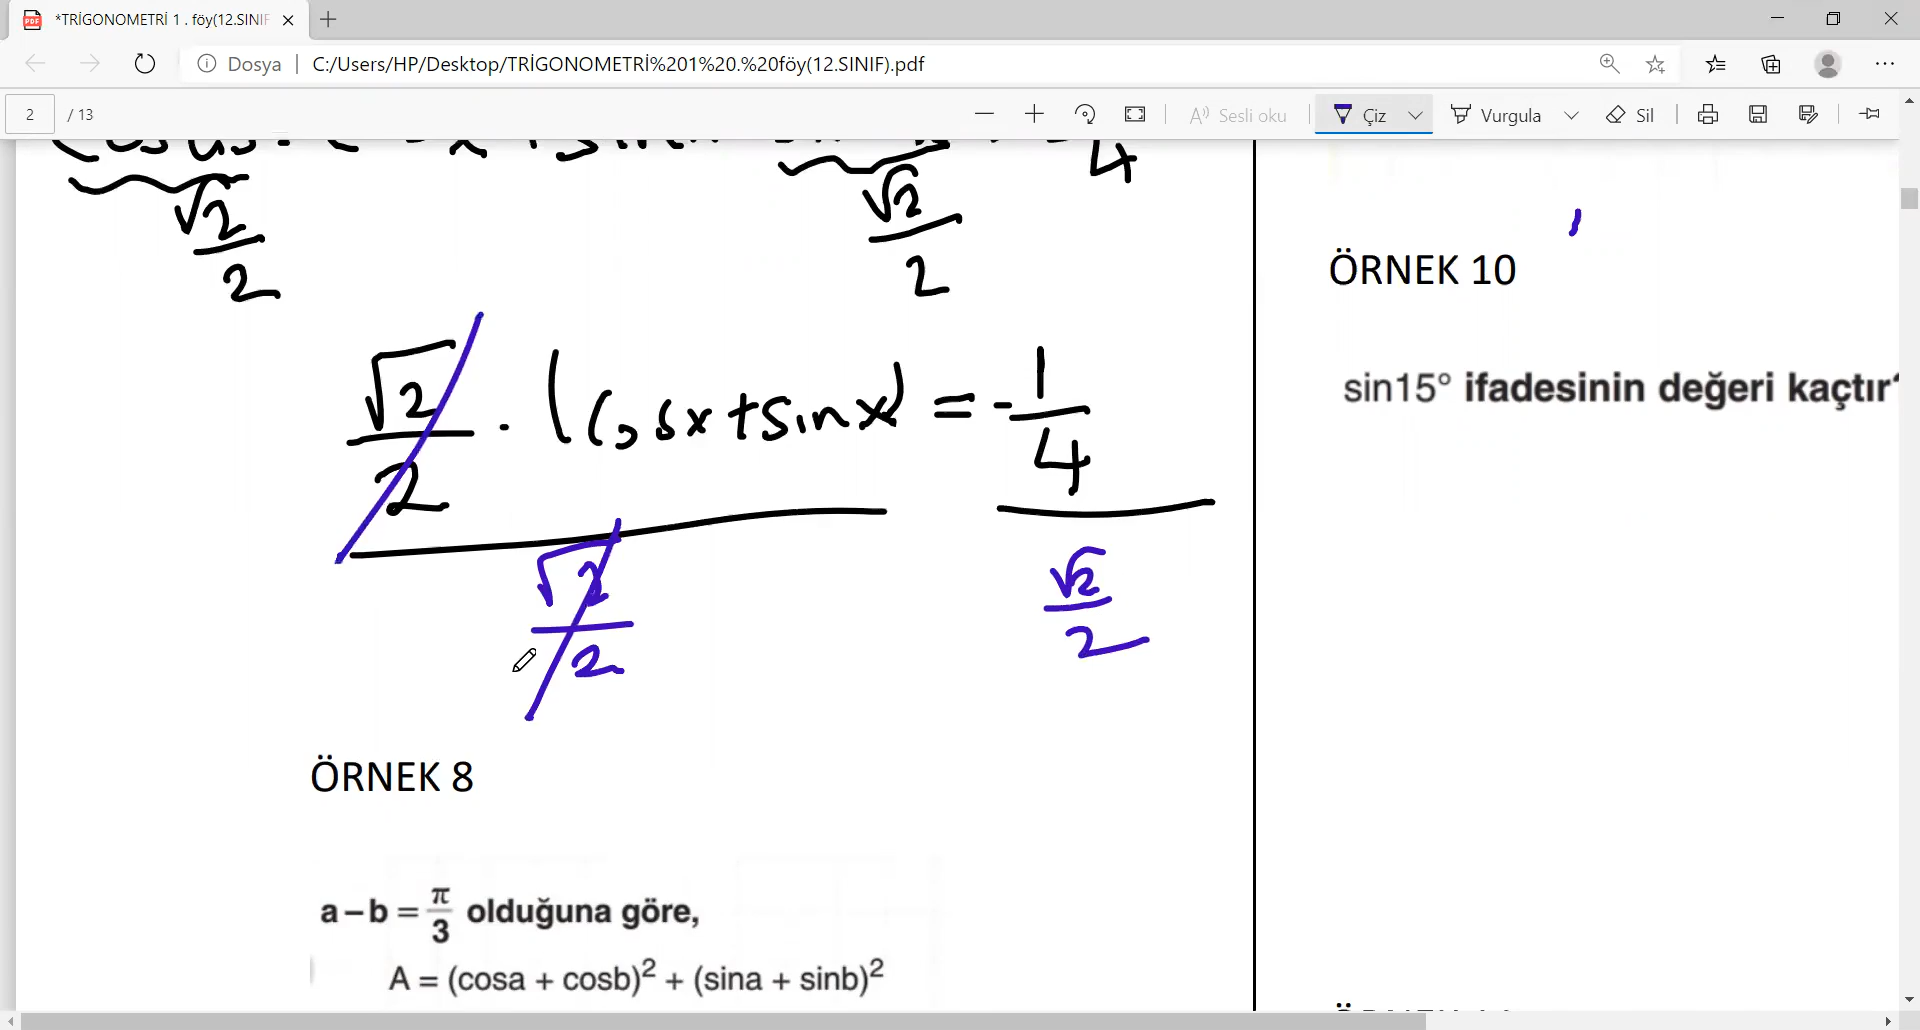 *TRİGONOMETRİ 1 . föy(12.SINIF
Dosya | C:/Users/HP/Desktop/TRİGONOMETRİ%201%20.%20föy(12.SINIF).pdf
2 / 13
Sesli oku
Çiz
Vurgula
Sil
4
√2/2
√2/2
√2/2 . (cosx+sinx) = -1/4
√2/2
√2/2
ÖRNEK 8
a – b = π/3 olduğuna göre,
A = (cosa + cosb)² + (sina + sinb)²
ÖRNEK 10
sin15° ifadesinin değeri kaçtır